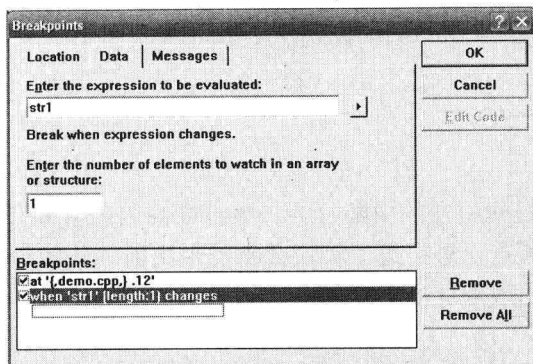 Breakpoints
Location Data Messages
OK
Cancel
Edit Code
Enter the expression to be evaluated:
str1
Break when expression changes.
Enter the number of elements to watch in an array
or structure:
1
Breakpoints:
at '{,demo.cpp,} .12'
when 'str1' (length:1) changes
Remove
Remove All